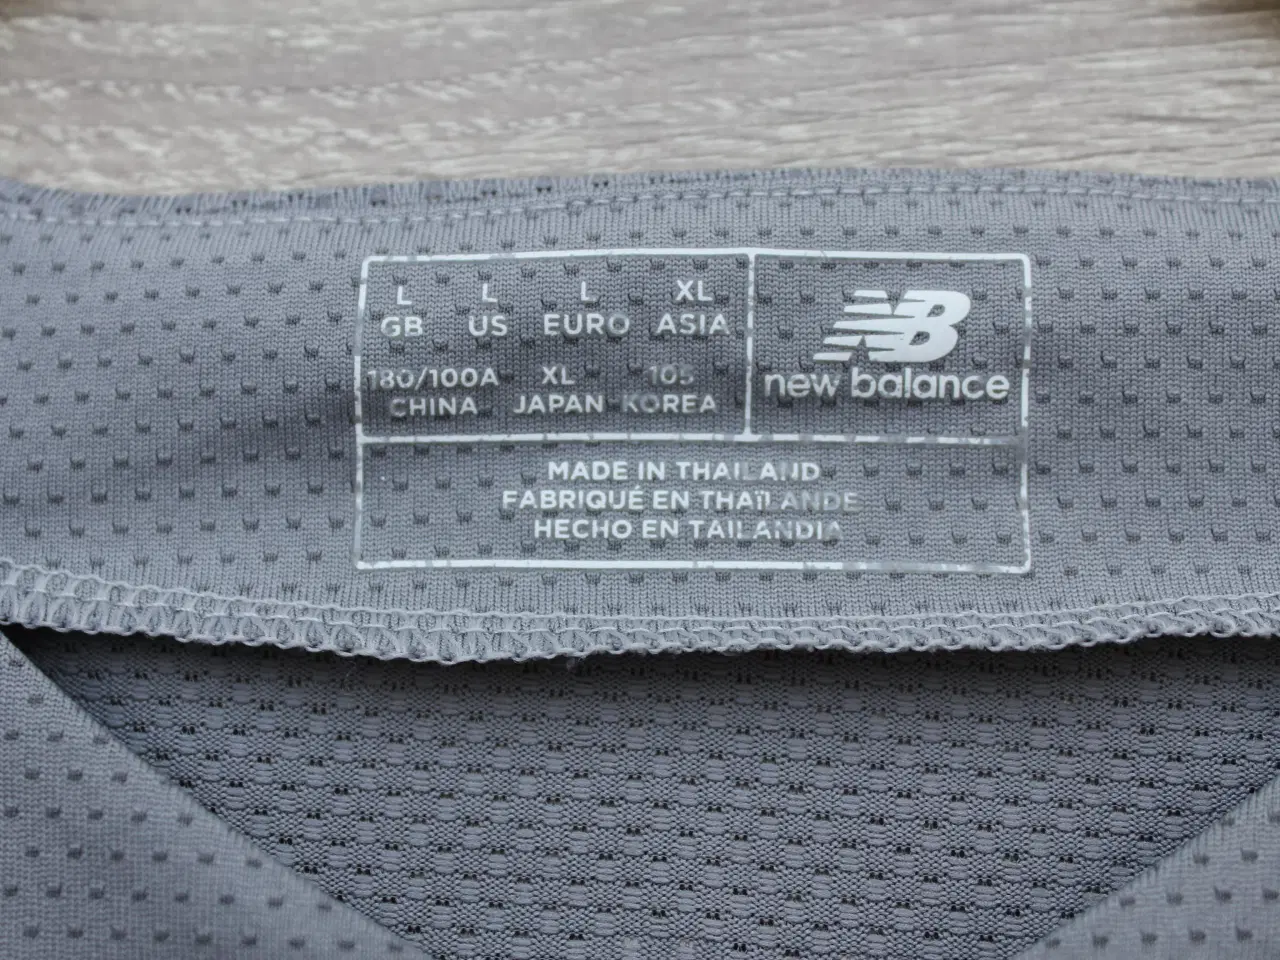 L L L XL
GB US EURO ASIA
180/100A XL 105
CHINA JAPAN KOREA
NB
new balance
MADE IN THAILAND
FABRIQUÉ EN THAÏLANDE
HECHO EN TAILANDIA